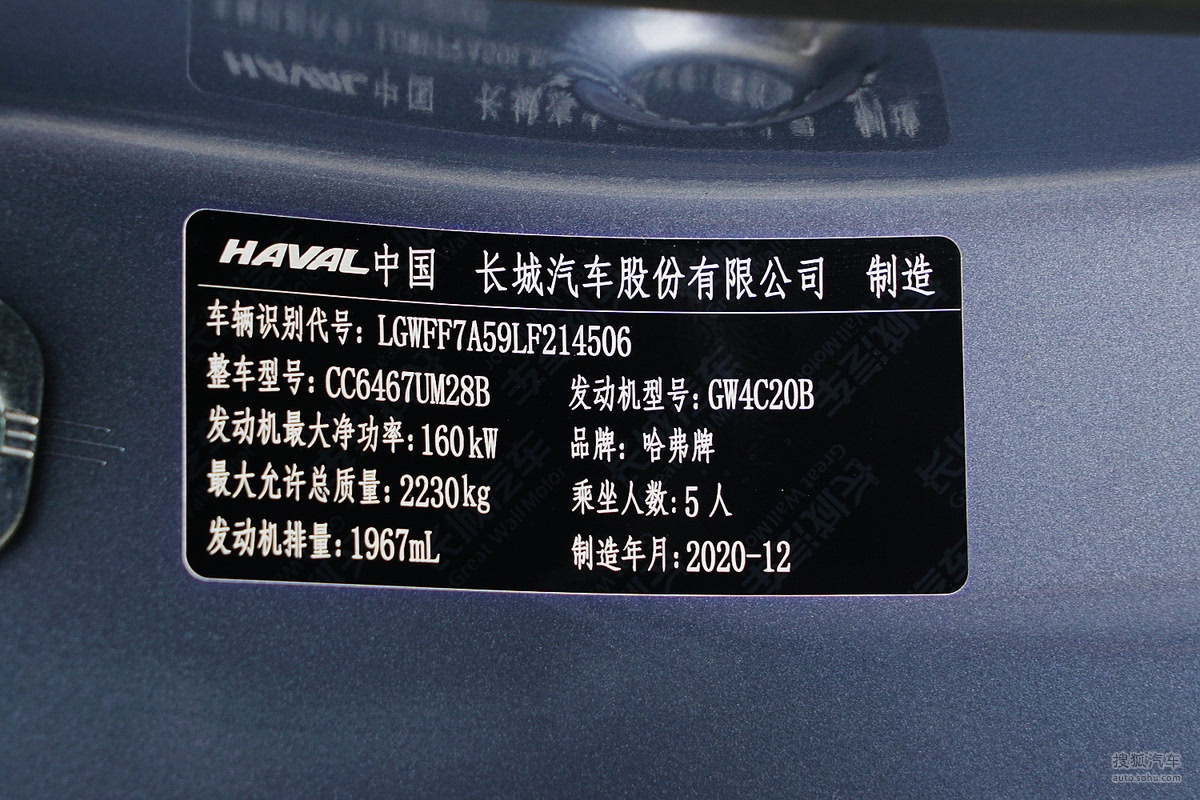 HAVAL中国 长城汽车股份有限公司 制造
车辆识别代号: LGWFF7A59LF214506
整车型号: CC6467UM28B 发动机型号: GW4C20B
发动机最大净功率: 160kW 品牌: 哈弗牌
最大允许总质量: 2230kg 乘坐人数: 5人
发动机排量: 1967mL 制造年月: 2020-12
搜狐汽车
auto.sohu.com